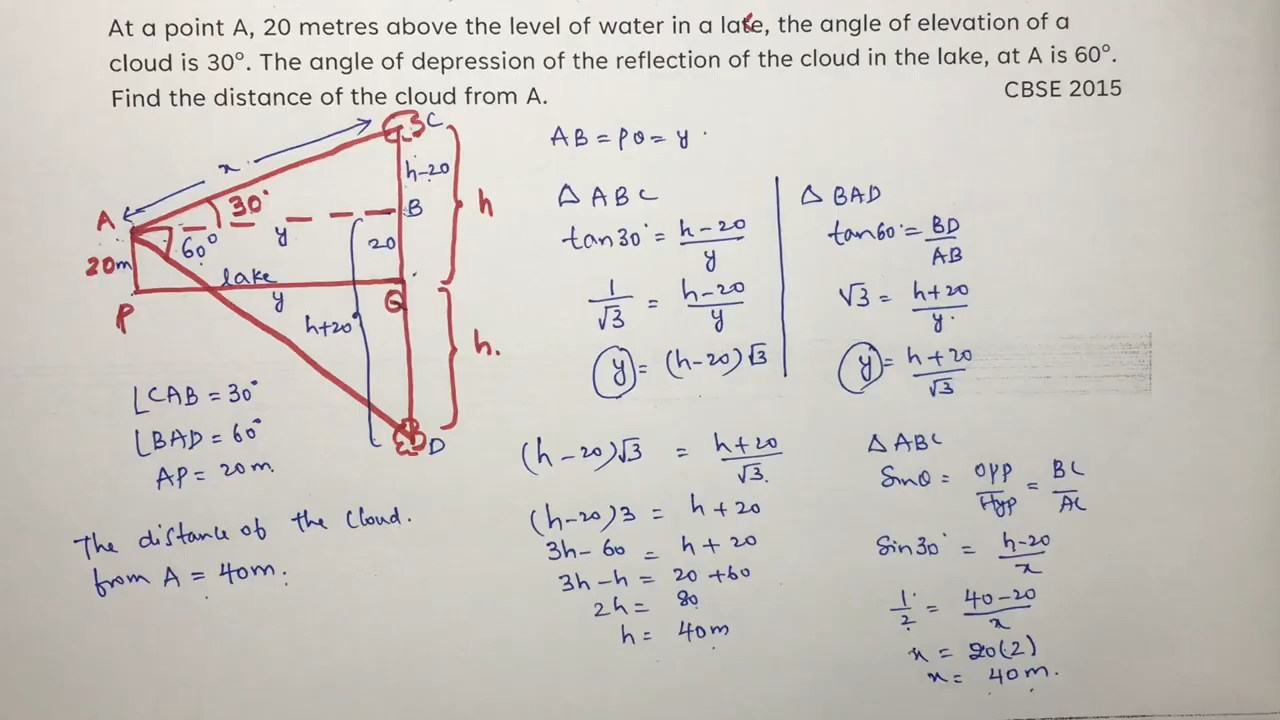 At a point A, 20 metres above the level of water in a lake, the angle of elevation of a
cloud is 30°. The angle of depression of the reflection of the cloud in the lake, at A is 60°.
Find the distance of the cloud from A.
CBSE 2015
C
x
h-20
A
30°
B
h
y
60°
20
20m
lake
P
y
Q
h+20
h.
D
∠CAB = 30°
∠BAD = 60°
AP = 20m.
The distance of the cloud.
from A = 40m.
AB = PQ = y
△ ABC
tan30° = h-20/y
1/√3 = h-20/y
y = (h-20)√3
△ BAD
tan60° = BD/AB
√3 = h+20/y.
y = h+20/√3
(h-20)√3 = h+20/√3.
(h-20)3 = h+20
3h-60 = h+20
3h-h = 20+60
2h = 80
h = 40m
△ ABC
Sinθ = opp/Hyp = BC/AC
Sin30° = h-20/x
1/2 = 40-20/x
x = 20(2)
x = 40m.